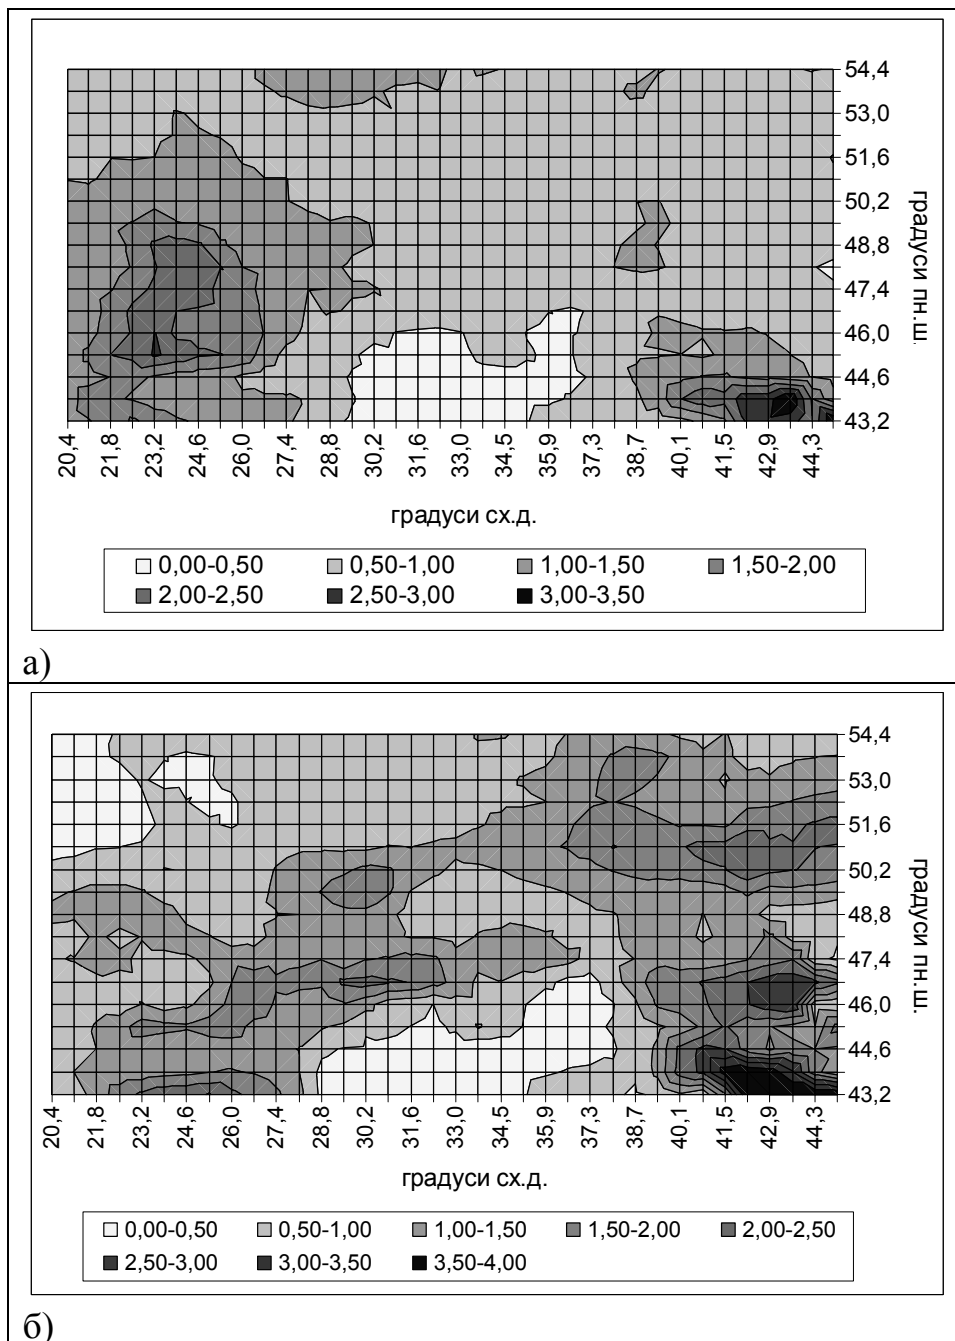 54,4
53,0
51,6
50,2
48,8
47,4
46,0
44,6
43,2
градуси пн.ш.
20,4 21,8 23,2 24,6 26,0 27,4 28,8 30,2 31,6 33,0 34,5 35,9 37,3 38,7 40,1 41,5 42,9 44,3
градуси сх.д.
0,00-0,50 0,50-1,00 1,00-1,50 1,50-2,00
2,00-2,50 2,50-3,00 3,00-3,50
а)
54,4
53,0
51,6
50,2
48,8
47,4
46,0
44,6
43,2
градуси пн.ш.
20,4 21,8 23,2 24,6 26,0 27,4 28,8 30,2 31,6 33,0 34,5 35,9 37,3 38,7 40,1 41,5 42,9 44,3
градуси сх.д.
0,00-0,50 0,50-1,00 1,00-1,50 1,50-2,00 2,00-2,50
2,50-3,00 3,00-3,50 3,50-4,00
б)